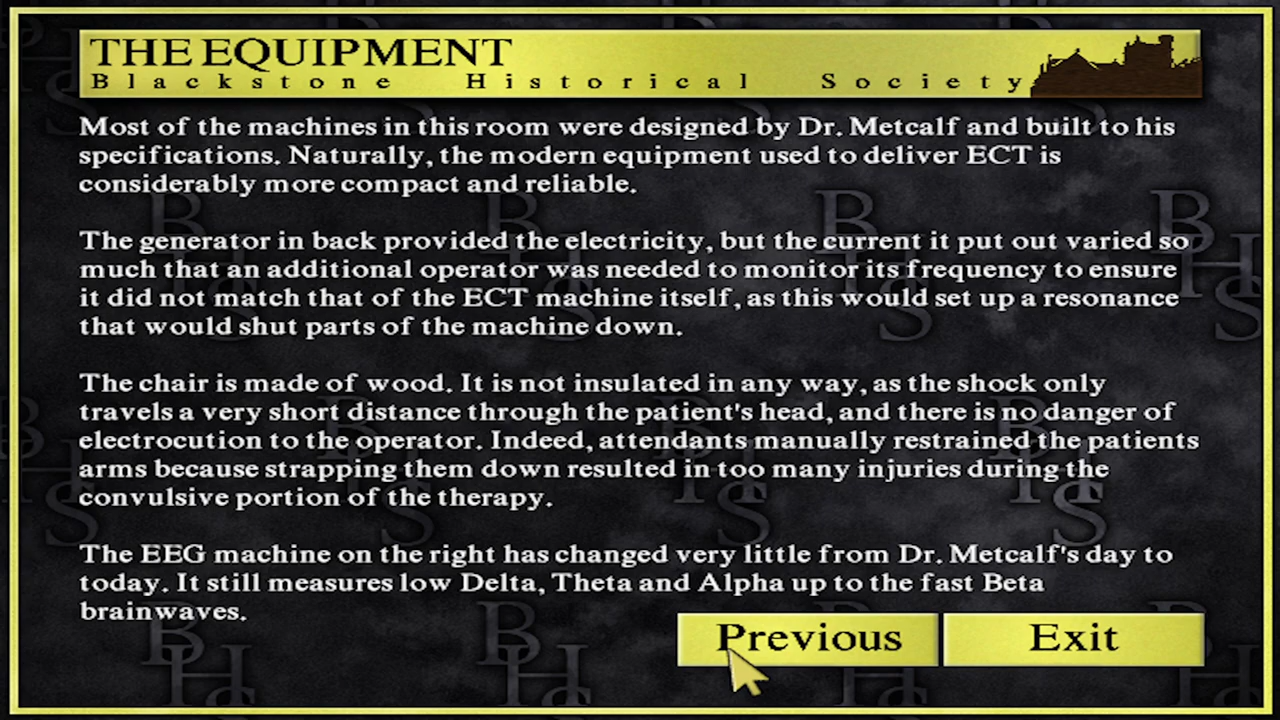 THE EQUIPMENT
Blackstone Historical Society
Most of the machines in this room were designed by Dr. Metcalf and built to his
specifications. Naturally, the modern equipment used to deliver ECT is
considerably more compact and reliable.
The generator in back provided the electricity, but the current it put out varied so
much that an additional operator was needed to monitor its frequency to ensure
it did not match that of the ECT machine itself, as this would set up a resonance
that would shut parts of the machine down.
The chair is made of wood. It is not insulated in any way, as the shock only
travels a very short distance through the patient's head, and there is no danger of
electrocution to the operator. Indeed, attendants manually restrained the patients
arms because strapping them down resulted in too many injuries during the
convulsive portion of the therapy.
The EEG machine on the right has changed very little from Dr. Metcalf's day to
today. It still measures low Delta, Theta and Alpha up to the fast Beta
brainwaves.
Previous Exit